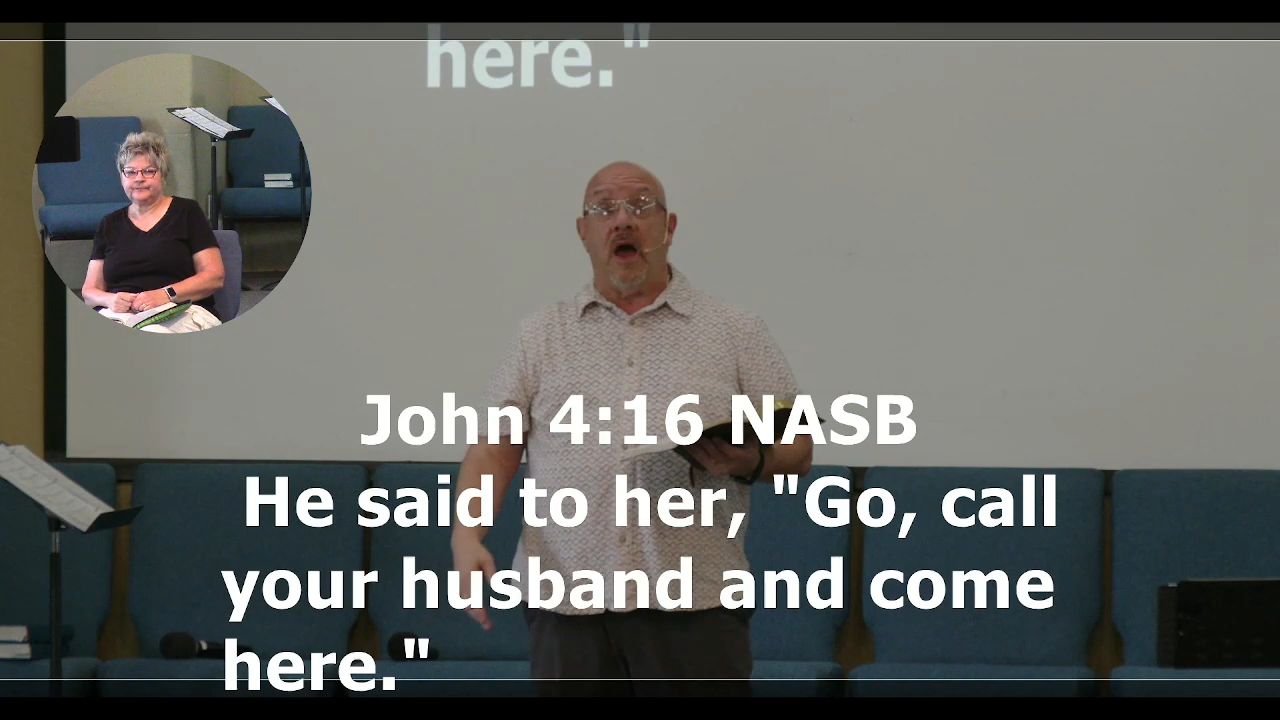 here."
John 4:16 NASB
He said to her, "Go, call
your husband and come
here."